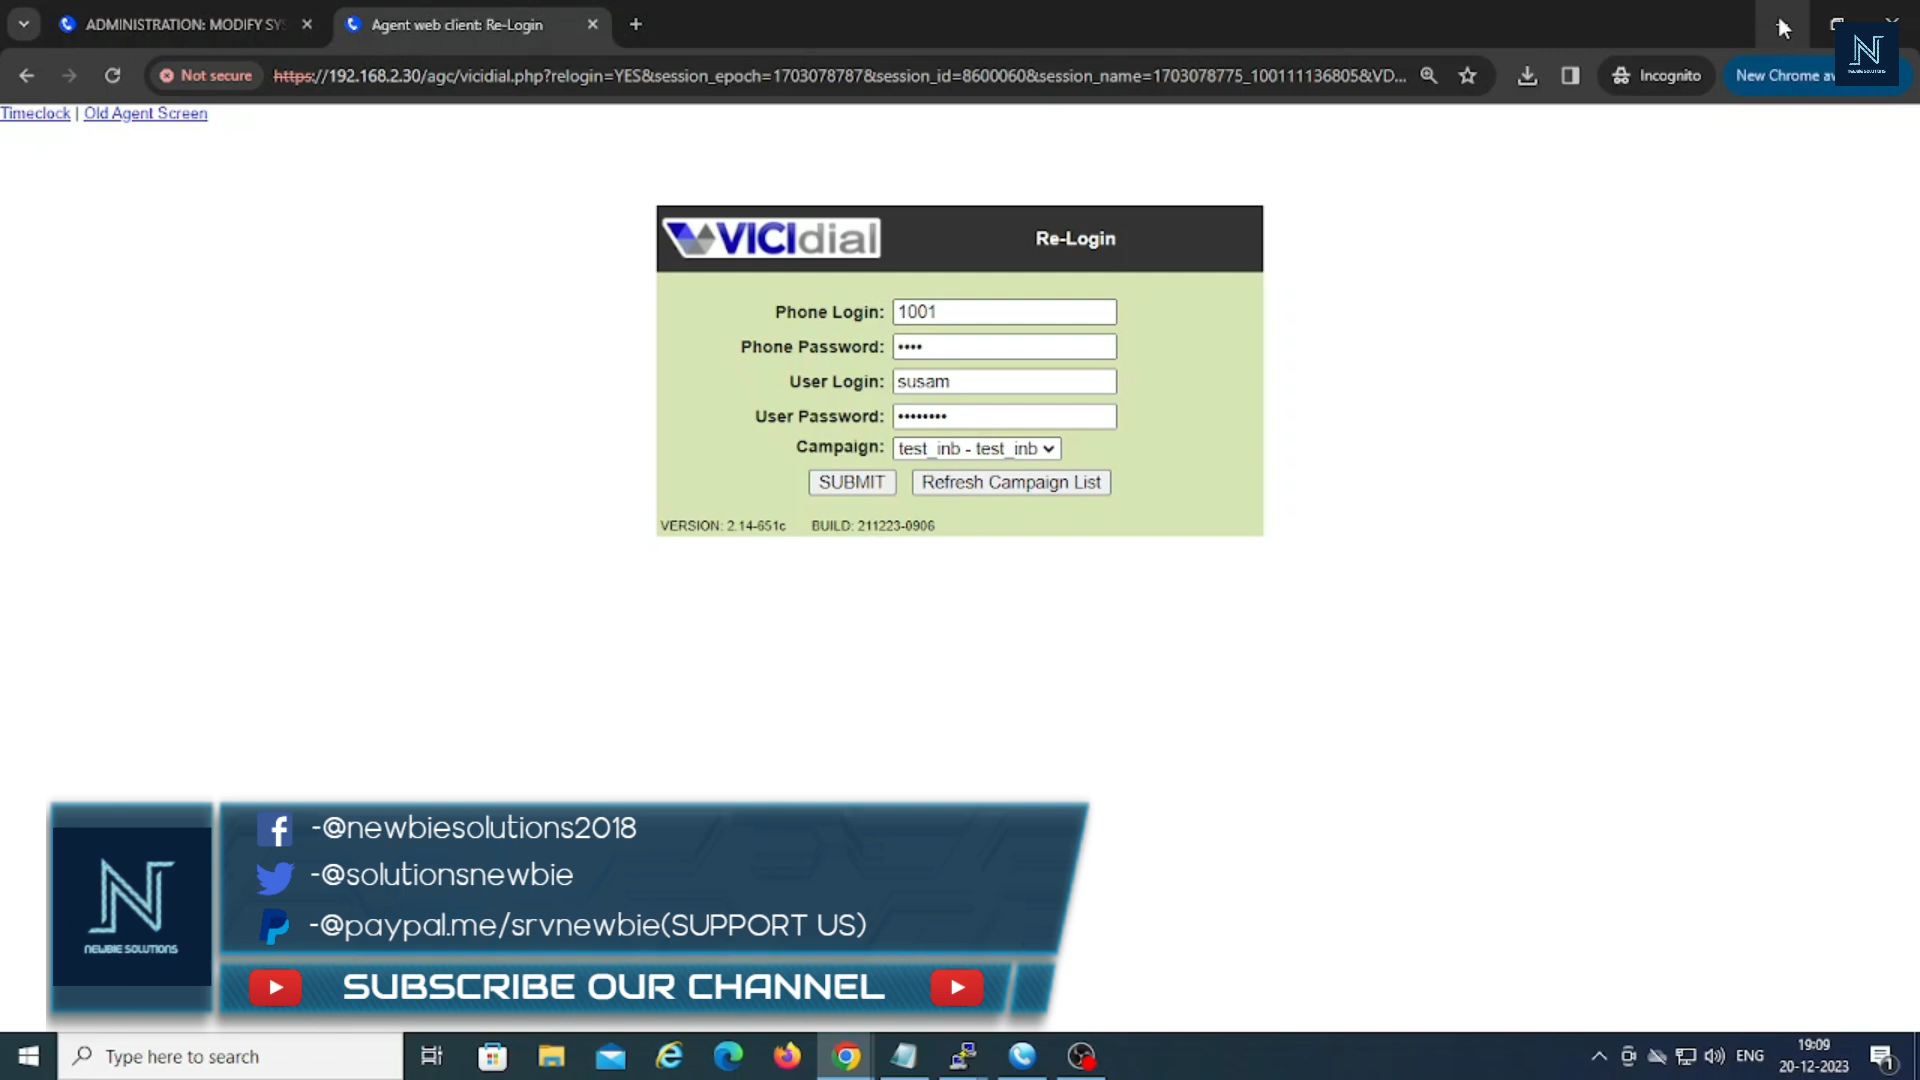 ADMINISTRATION: MODIFY SYS
Agent web client: Re-Login
Not secure
https://192.168.2.30/agc/vicidial.php?relogin=YES&session_epoch=1703078787&session_id=8600060&session_name=1703078775_100111136805&VD...
Incognito
New Chrome av
Timeclock | Old Agent Screen
VICIdial
Re-Login
Phone Login: 1001
Phone Password: ••••
User Login: susam
User Password: ••••••••
Campaign: test_inb - test_inb
SUBMIT
Refresh Campaign List
VERSION: 2.14-651c BUILD: 211223-0906
-@newbiesolutions2018
-@solutionsnewbie
-@paypal.me/srvnewbie(SUPPORT US)
NEWBIE SOLUTIONS
SUBSCRIBE OUR CHANNEL
Type here to search
ENG
19:09
20-12-2023
1